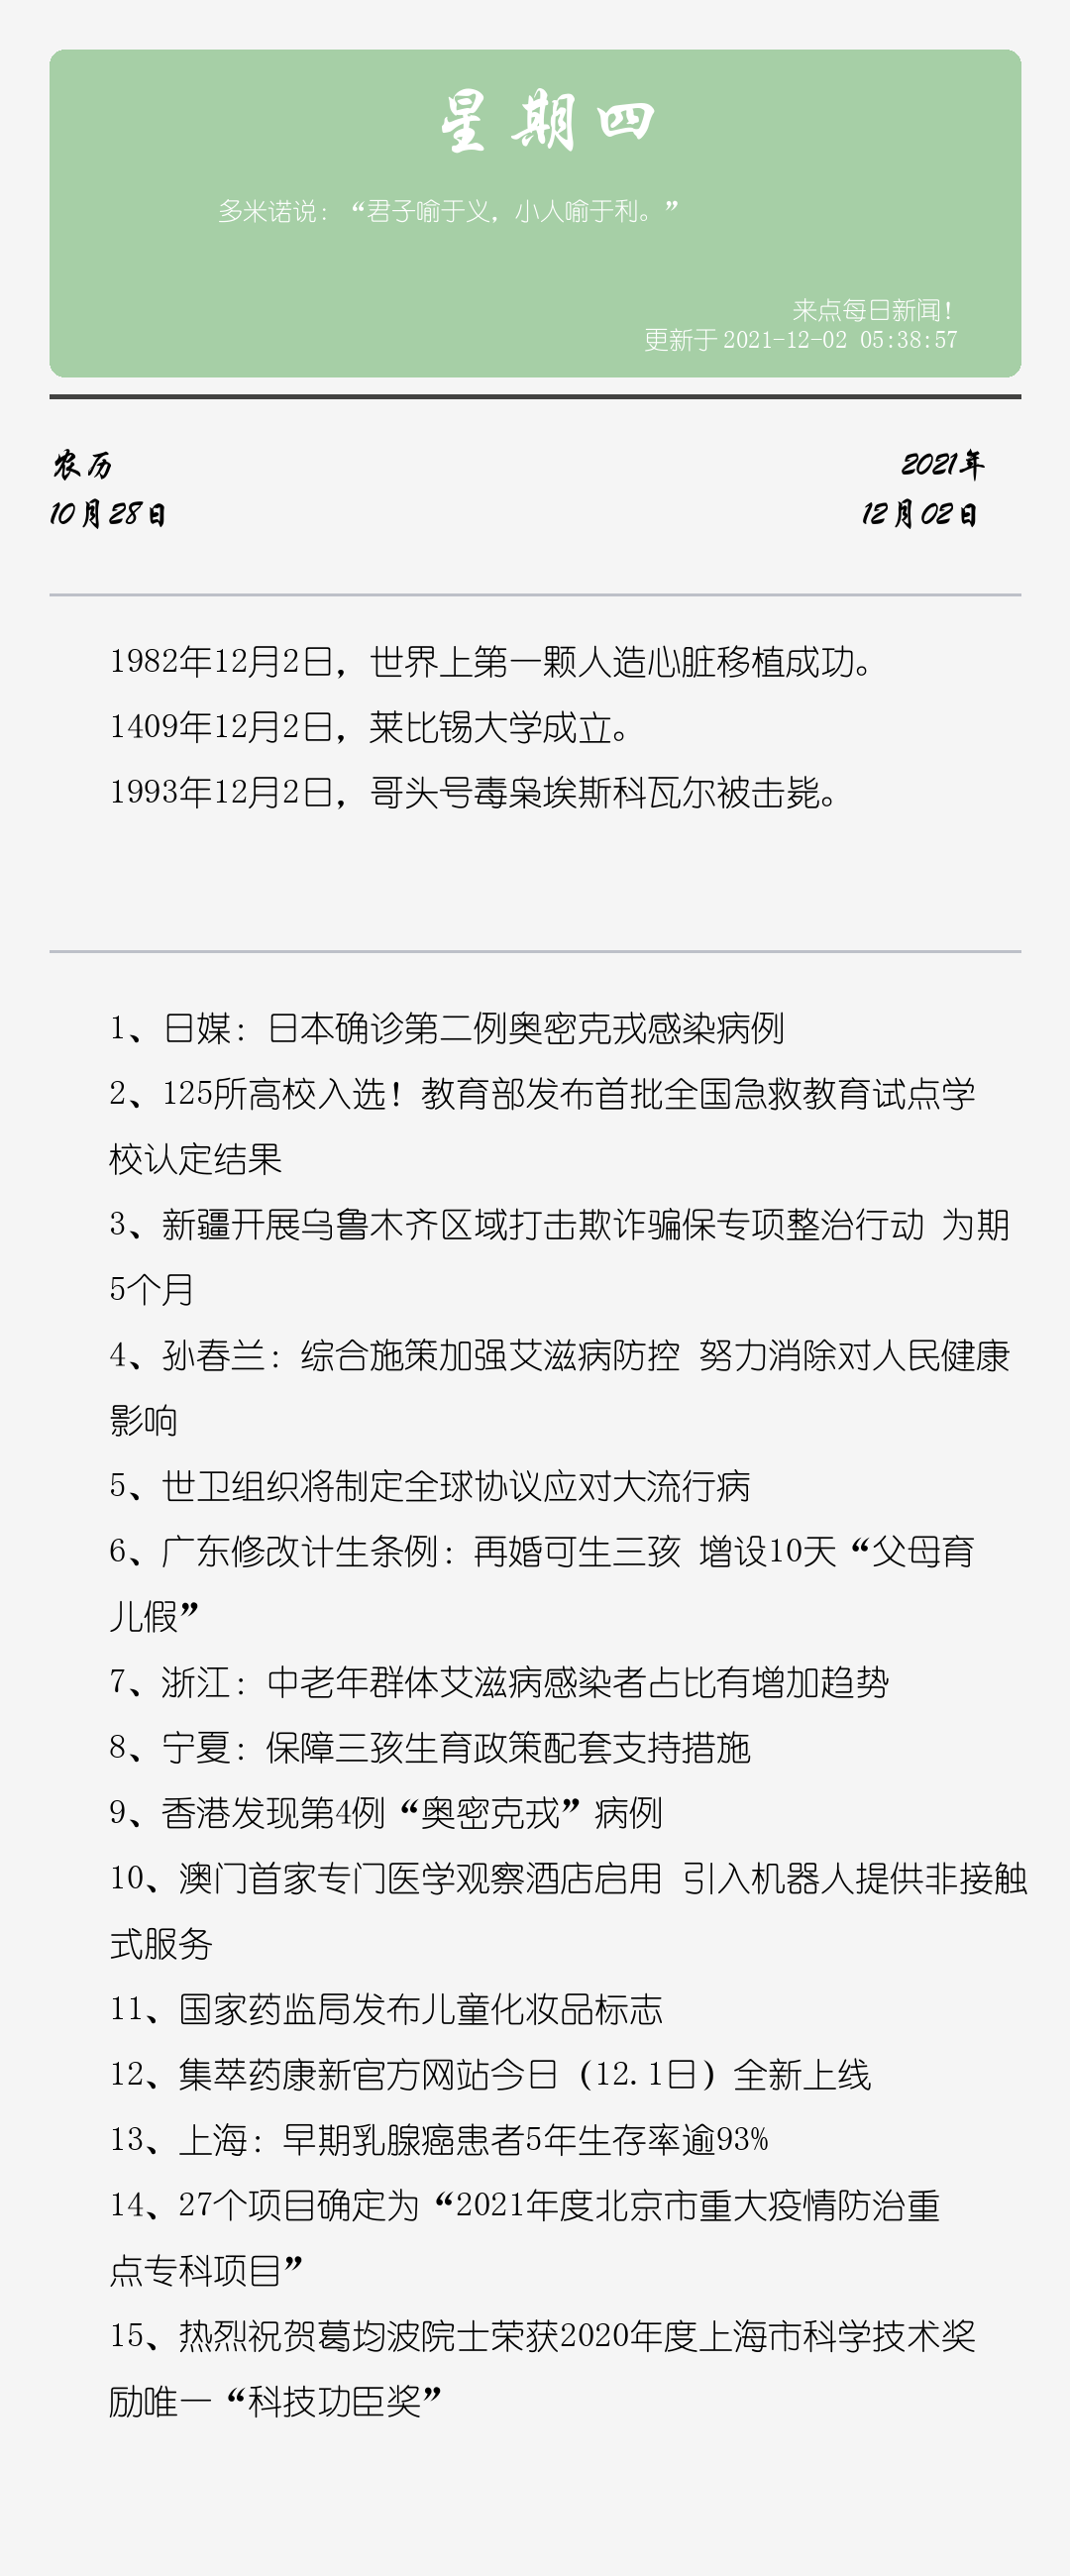 星期四
多米诺说：“君子喻于义，小人喻于利。”
来点每日新闻！
更新于2021-12-02 05:38:57
农历
2021年
10月28日
12月02日
1982年12月2日，世界上第一颗人造心脏移植成功。
1409年12月2日，莱比锡大学成立。
1993年12月2日，哥头号毒枭埃斯科瓦尔被击毙。
1、日媒：日本确诊第二例奥密克戎感染病例
2、125所高校入选！教育部发布首批全国急救教育试点学
校认定结果
3、新疆开展乌鲁木齐区域打击欺诈骗保专项整治行动 为期
5个月
4、孙春兰：综合施策加强艾滋病防控 努力消除对人民健康
影响
5、世卫组织将制定全球协议应对大流行病
6、广东修改计生条例：再婚可生三孩 增设10天“父母育
儿假”
7、浙江：中老年群体艾滋病感染者占比有增加趋势
8、宁夏：保障三孩生育政策配套支持措施
9、香港发现第4例“奥密克戎”病例
10、澳门首家专门医学观察酒店启用 引入机器人提供非接触
式服务
11、国家药监局发布儿童化妆品标志
12、集萃药康新官方网站今日（12.1日）全新上线
13、上海：早期乳腺癌患者5年生存率逾93%
14、27个项目确定为“2021年度北京市重大疫情防治重
点专科项目”
15、热烈祝贺葛均波院士荣获2020年度上海市科学技术奖
励唯一“科技功臣奖”